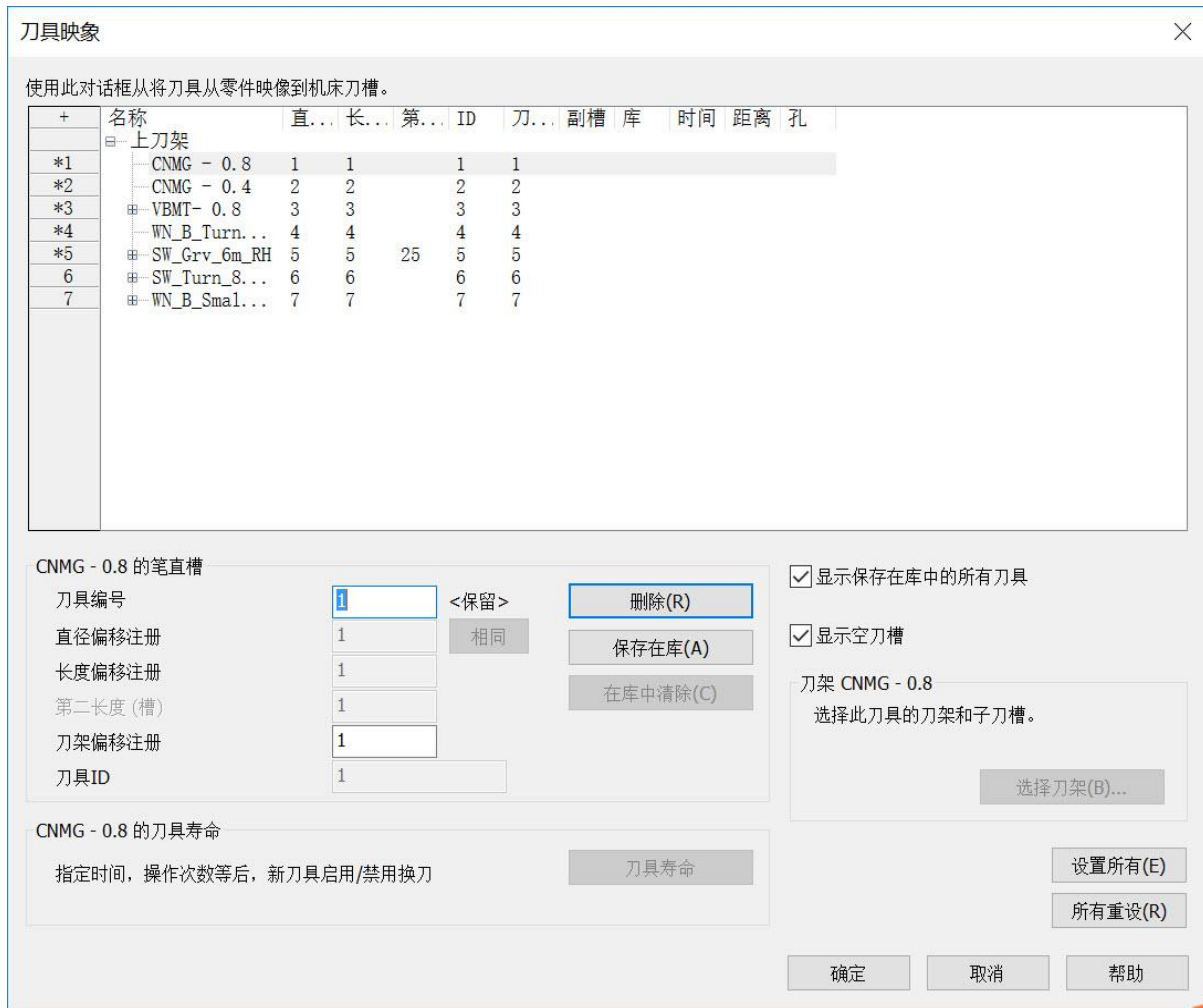 刀具映象
使用此对话框从将刀具从零件映像到机床刀槽。
+ 名称 直... 长... 第... ID 刀... 副槽 库 时间 距离 孔
上刀架
*1 CNMG - 0.8 1 1 1 1
*2 CNMG - 0.4 2 2 2 2
*3 VBMT- 0.8 3 3 3 3
*4 WN_B_Turn... 4 4 4 4
*5 SW_Grv_6m_RH 5 5 25 5 5
6 SW_Turn_8... 6 6 6 6
7 WN_B_Smal... 7 7 7 7
CNMG - 0.8 的笔直槽
刀具编号 1 <保留> 删除(R)
直径偏移注册 1 相同 保存在库(A)
长度偏移注册 1 在库中清除(C)
第二长度 (槽) 1
刀架偏移注册 1
刀具ID 1
显示保存在库中的所有刀具
显示空刀槽
刀架 CNMG - 0.8
选择此刀具的刀架和子刀槽。
选择刀架(B)...
CNMG - 0.8 的刀具寿命
指定时间，操作次数等后，新刀具启用/禁用换刀 刀具寿命
设置所有(E)
所有重设(R)
确定 取消 帮助